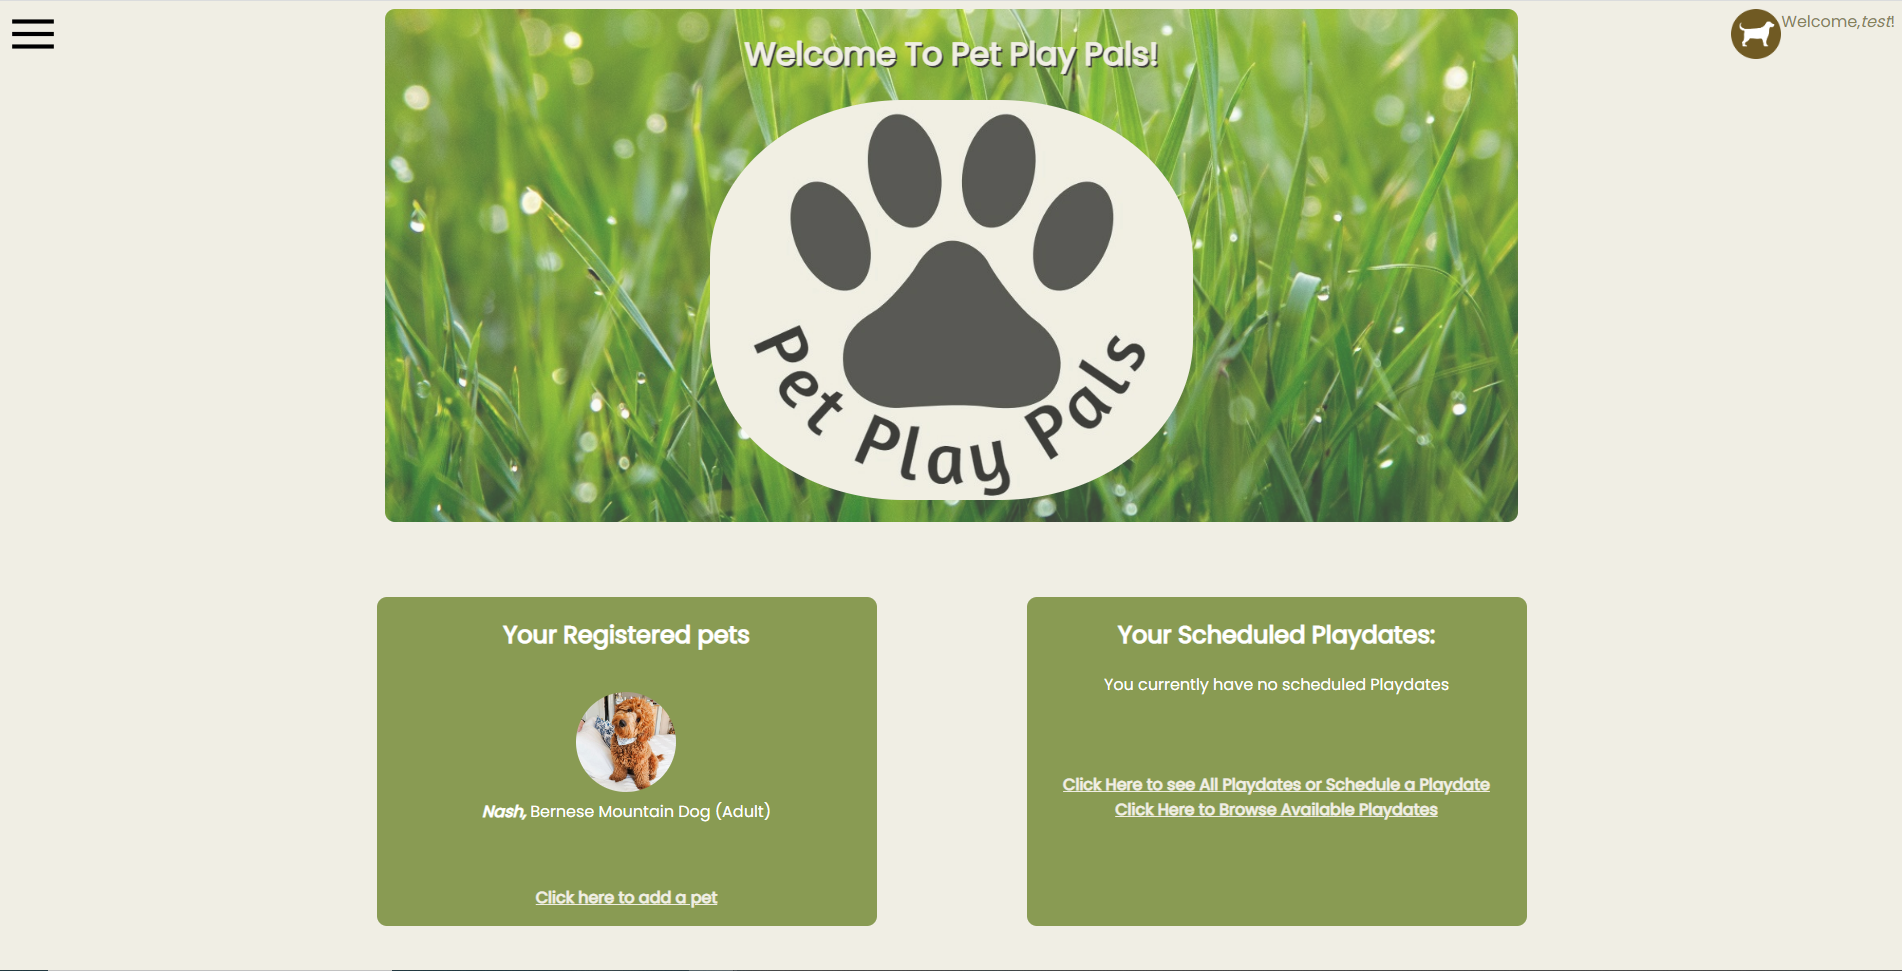 Welcome To Pet Play Pals!
Welcome,test!
Pet Play Pals
Your Registered pets
Nash, Bernese Mountain Dog (Adult)
Click here to add a pet
Your Scheduled Playdates:
You currently have no scheduled Playdates
Click Here to see All Playdates or Schedule a Playdate
Click Here to Browse Available Playdates